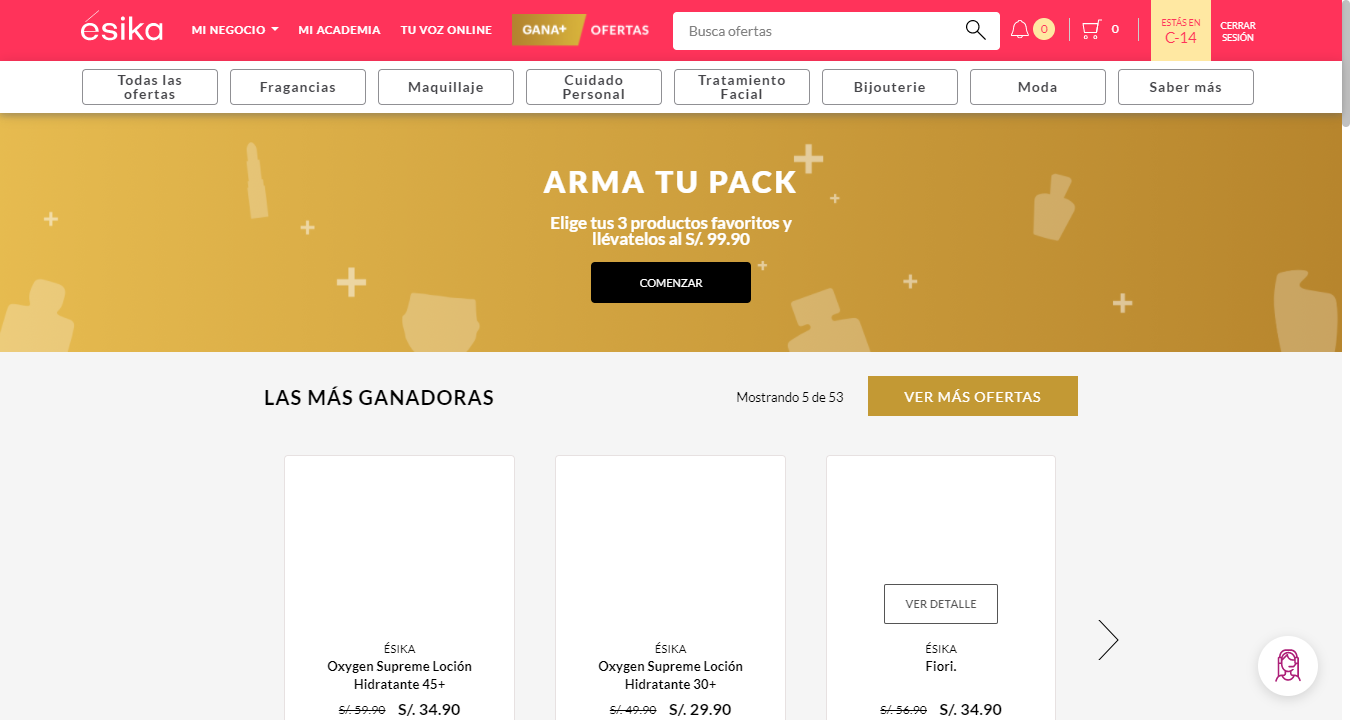 ésika
MI NEGOCIO
MI ACADEMIA
TU VOZ ONLINE
GANA+ OFERTAS
Busca ofertas
0
0
ESTÁS EN
C-14
CERRAR
SESIÓN
Todas las
ofertas
Fragancias
Maquillaje
Cuidado
Personal
Tratamiento
Facial
Bijouterie
Moda
Saber más
ARMA TU PACK
Elige tus 3 productos favoritos y
llévatelos al S/. 99.90
COMENZAR
LAS MÁS GANADORAS
Mostrando 5 de 53
VER MÁS OFERTAS
ÉSIKA
Oxygen Supreme Loción
Hidratante 45+
S/. 59.90 S/. 34.90
ÉSIKA
Oxygen Supreme Loción
Hidratante 30+
S/. 49.90 S/. 29.90
VER DETALLE
ÉSIKA
Fiori.
S/. 56.90 S/. 34.90